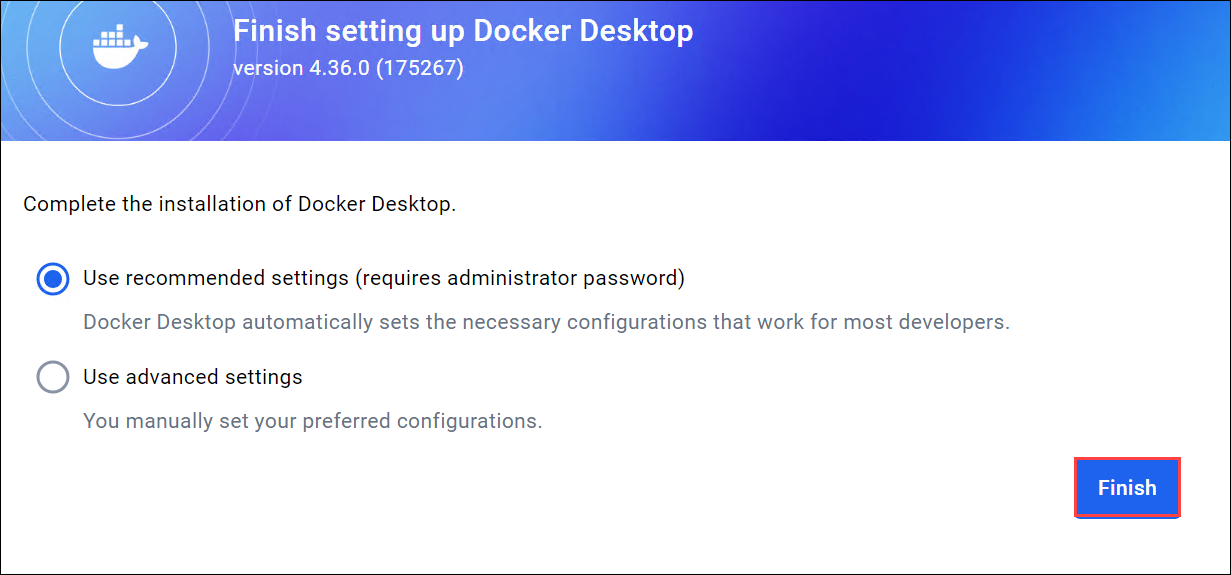 Finish setting up Docker Desktop
version 4.36.0 (175267)
Complete the installation of Docker Desktop.
Use recommended settings (requires administrator password)
Docker Desktop automatically sets the necessary configurations that work for most developers.
Use advanced settings
You manually set your preferred configurations.
Finish